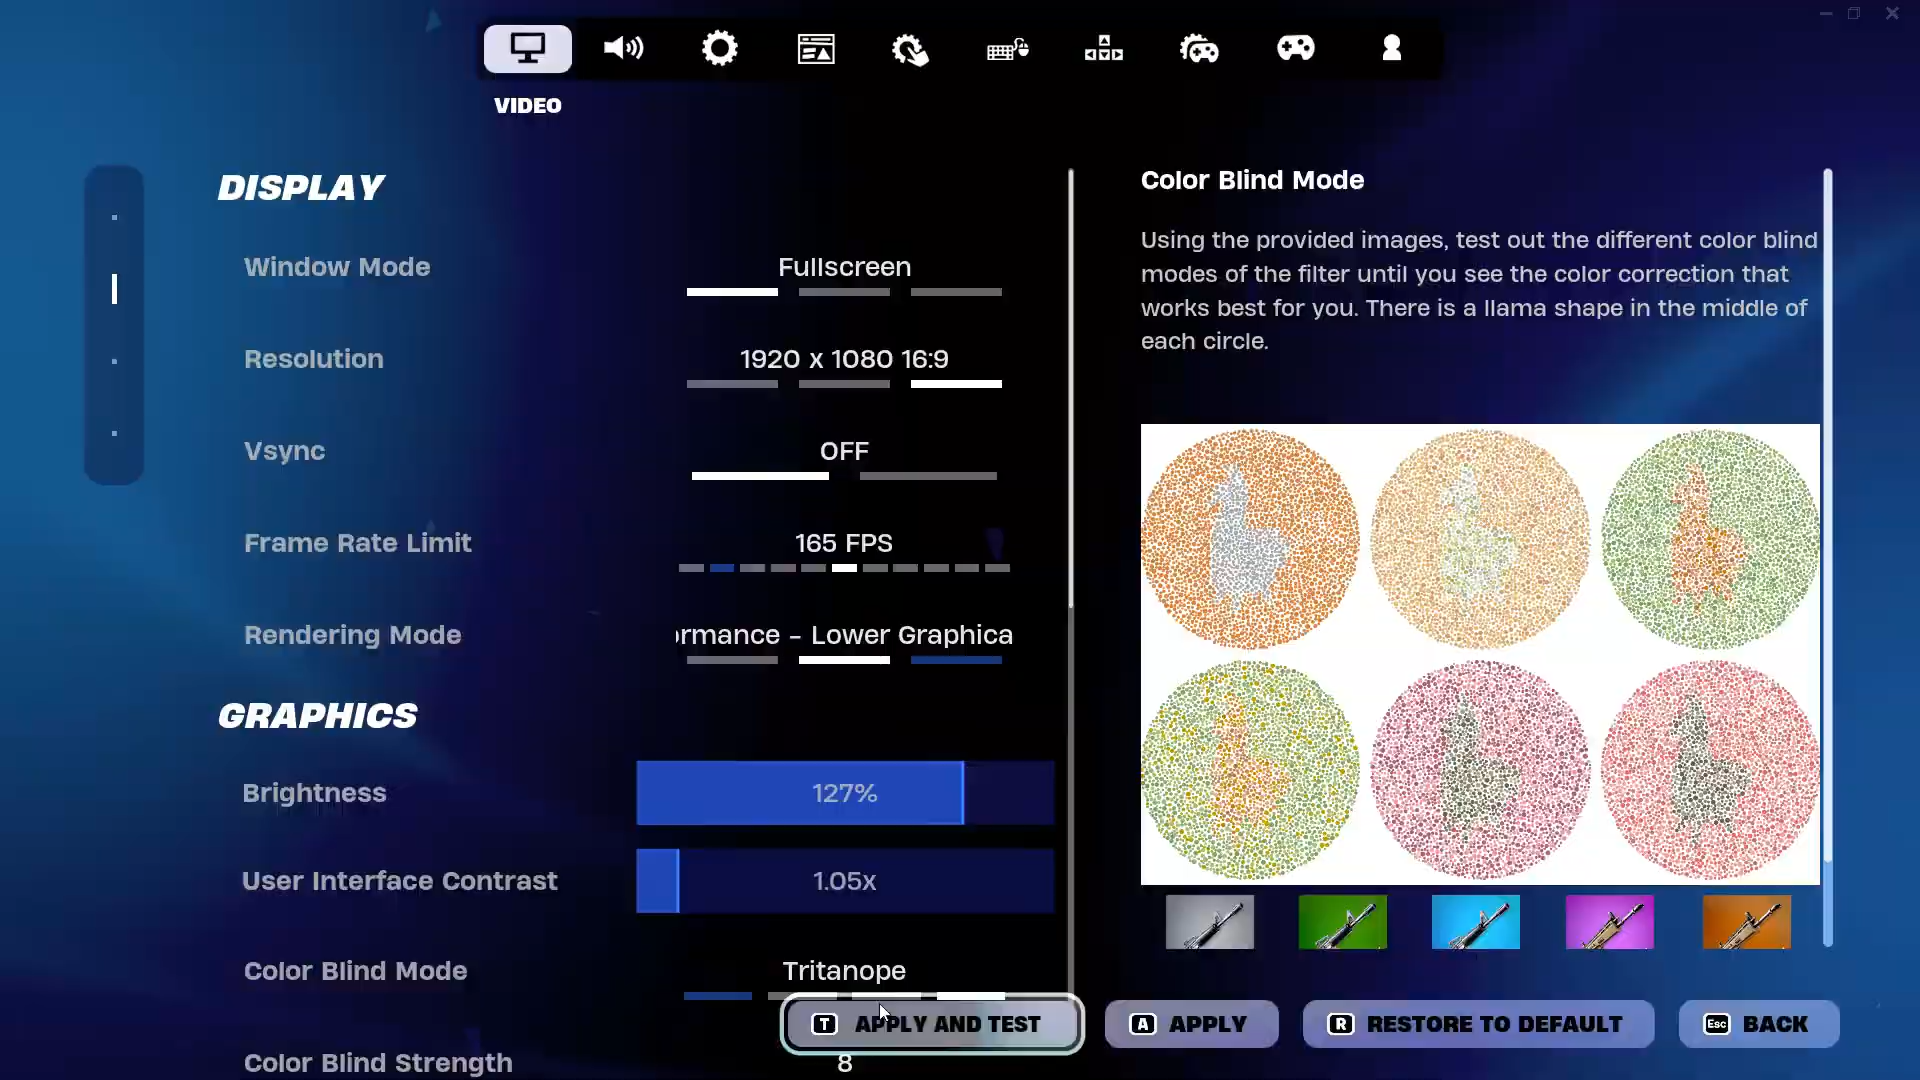 VIDEO
DISPLAY
Window Mode
Fullscreen
Resolution
1920 x 1080 16:9
Vsync
OFF
Frame Rate Limit
165 FPS
Rendering Mode
ormance - Lower Graphica
GRAPHICS
Brightness
127%
User Interface Contrast
1.05x
Color Blind Mode
Tritanope
Color Blind Strength
8
Color Blind Mode
Using the provided images, test out the different color blind
modes of the filter until you see the color correction that
works best for you. There is a llama shape in the middle of
each circle.
T APPLY AND TEST
A APPLY
R RESTORE TO DEFAULT
Esc BACK